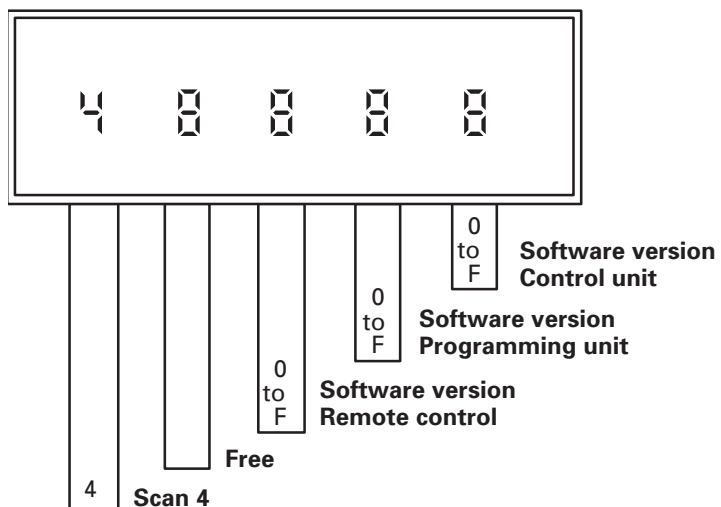 4 8 8 8 8
0
to
F
Software version
Control unit
0
to
F
Software version
Programming unit
0
to
F
Software version
Remote control
Free
4
Scan 4